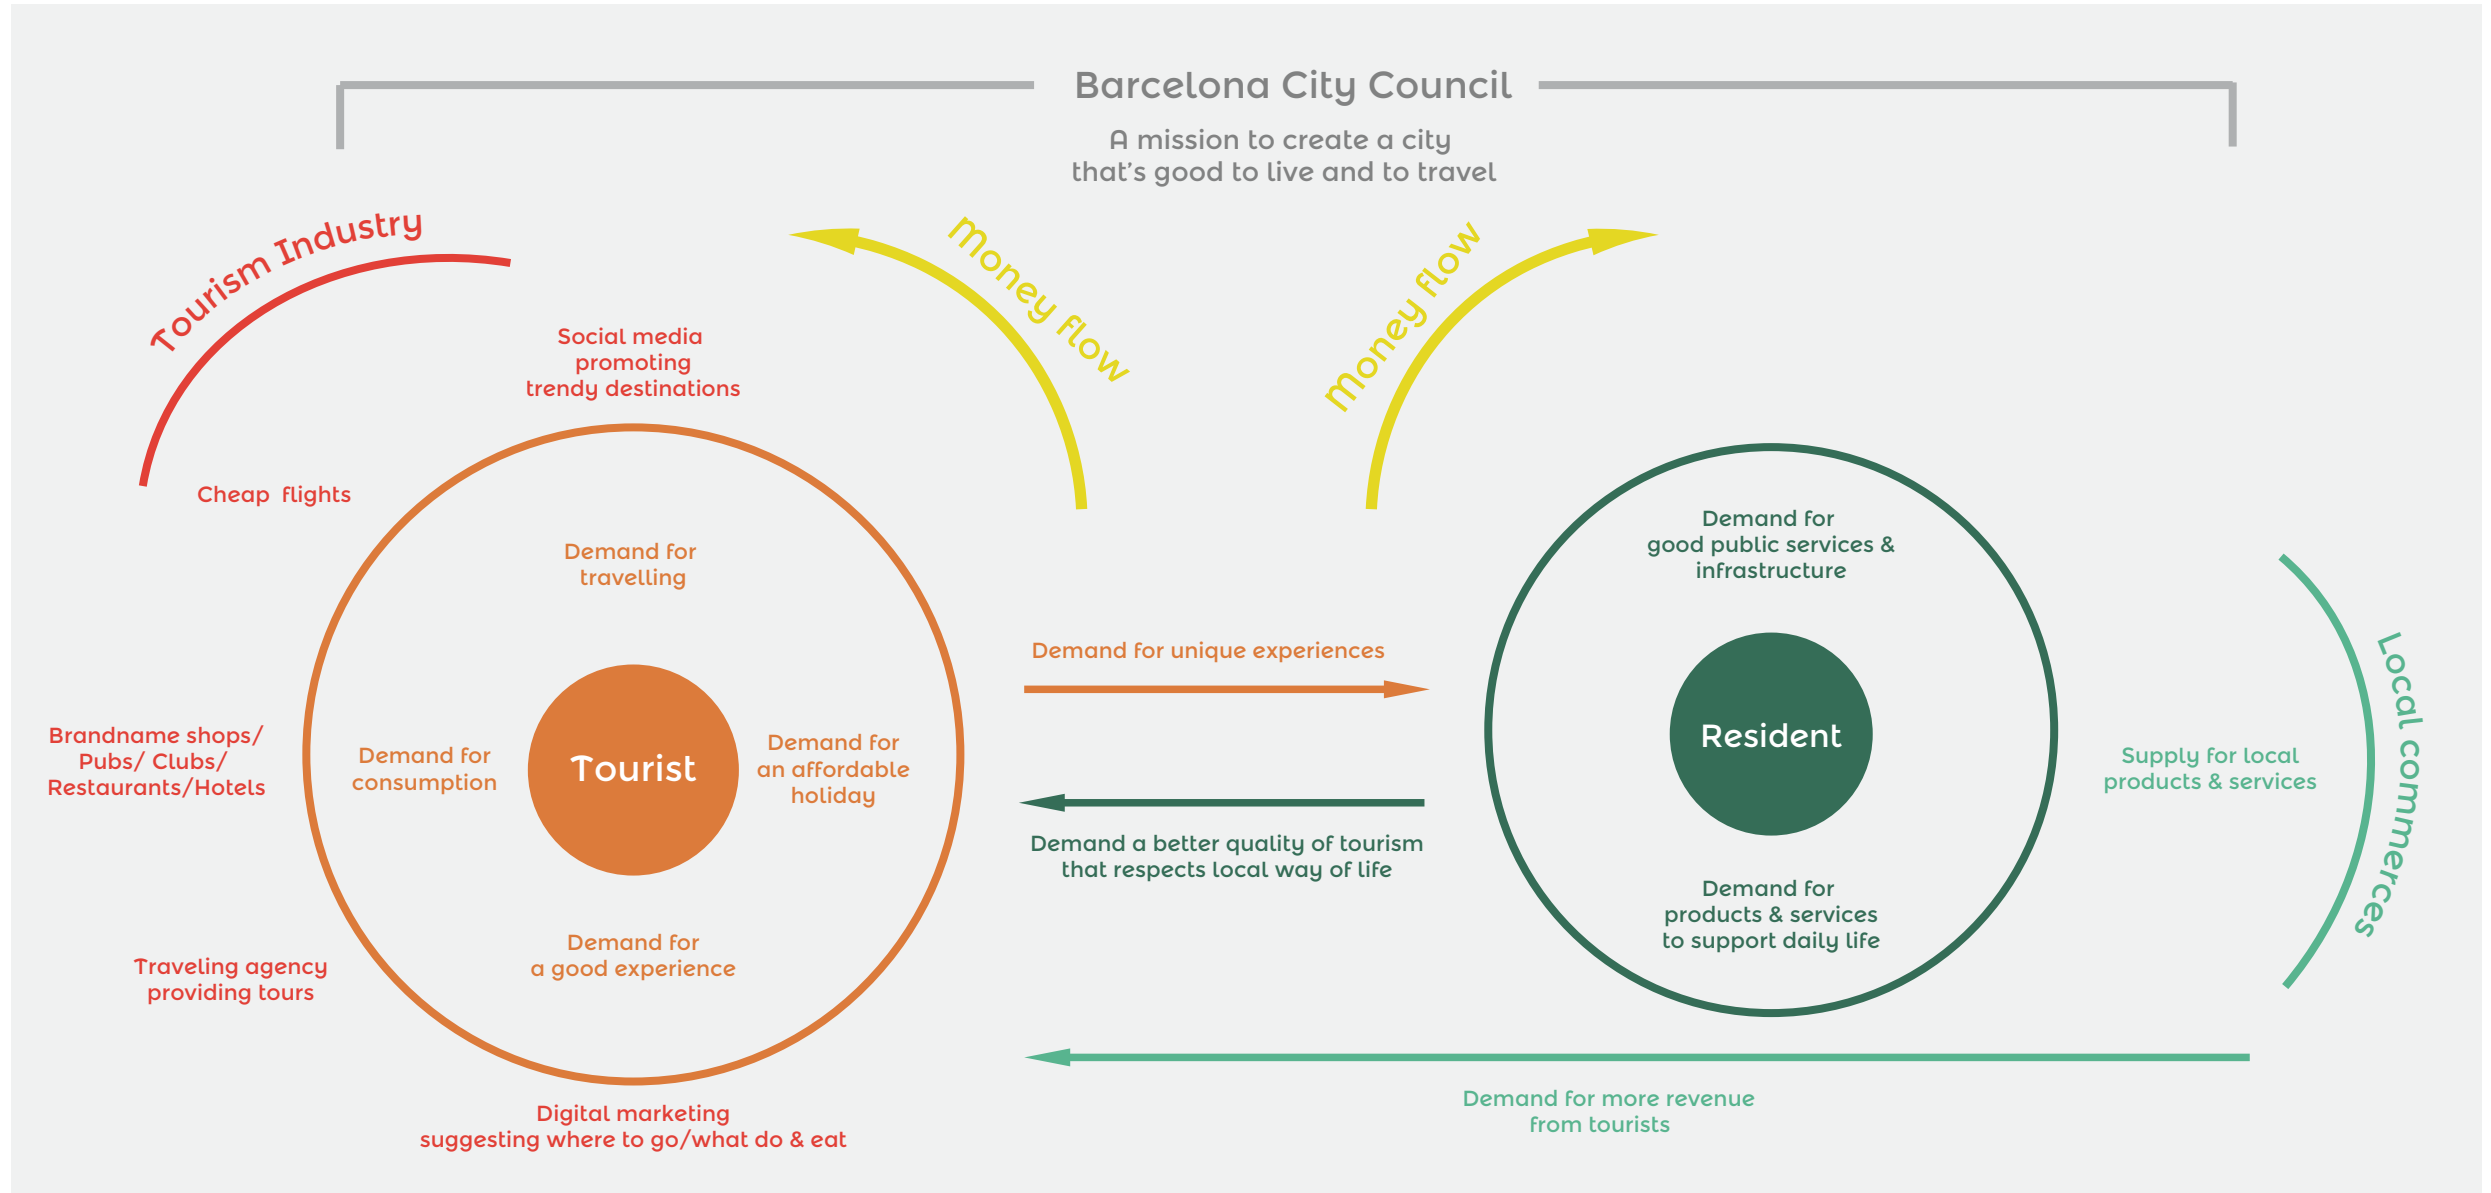 Barcelona City Council
A mission to create a city
that's good to live and to travel
Tourism Industry
Money flow
Money flow
Social media
promoting
trendy destinations
Cheap flights
Brandname shops/
Pubs/ Clubs/
Restaurants/Hotels
Traveling agency
providing tours
Digital marketing
suggesting where to go/what do & eat
Demand for
travelling
Demand for
consumption
Tourist
Demand for
an affordable
holiday
Demand for
a good experience
Demand for unique experiences
Demand a better quality of tourism
that respects local way of life
Demand for
good public services &
infrastructure
Resident
Demand for
products & services
to support daily life
Supply for local
products & services
Local commerces
Demand for more revenue
from tourists